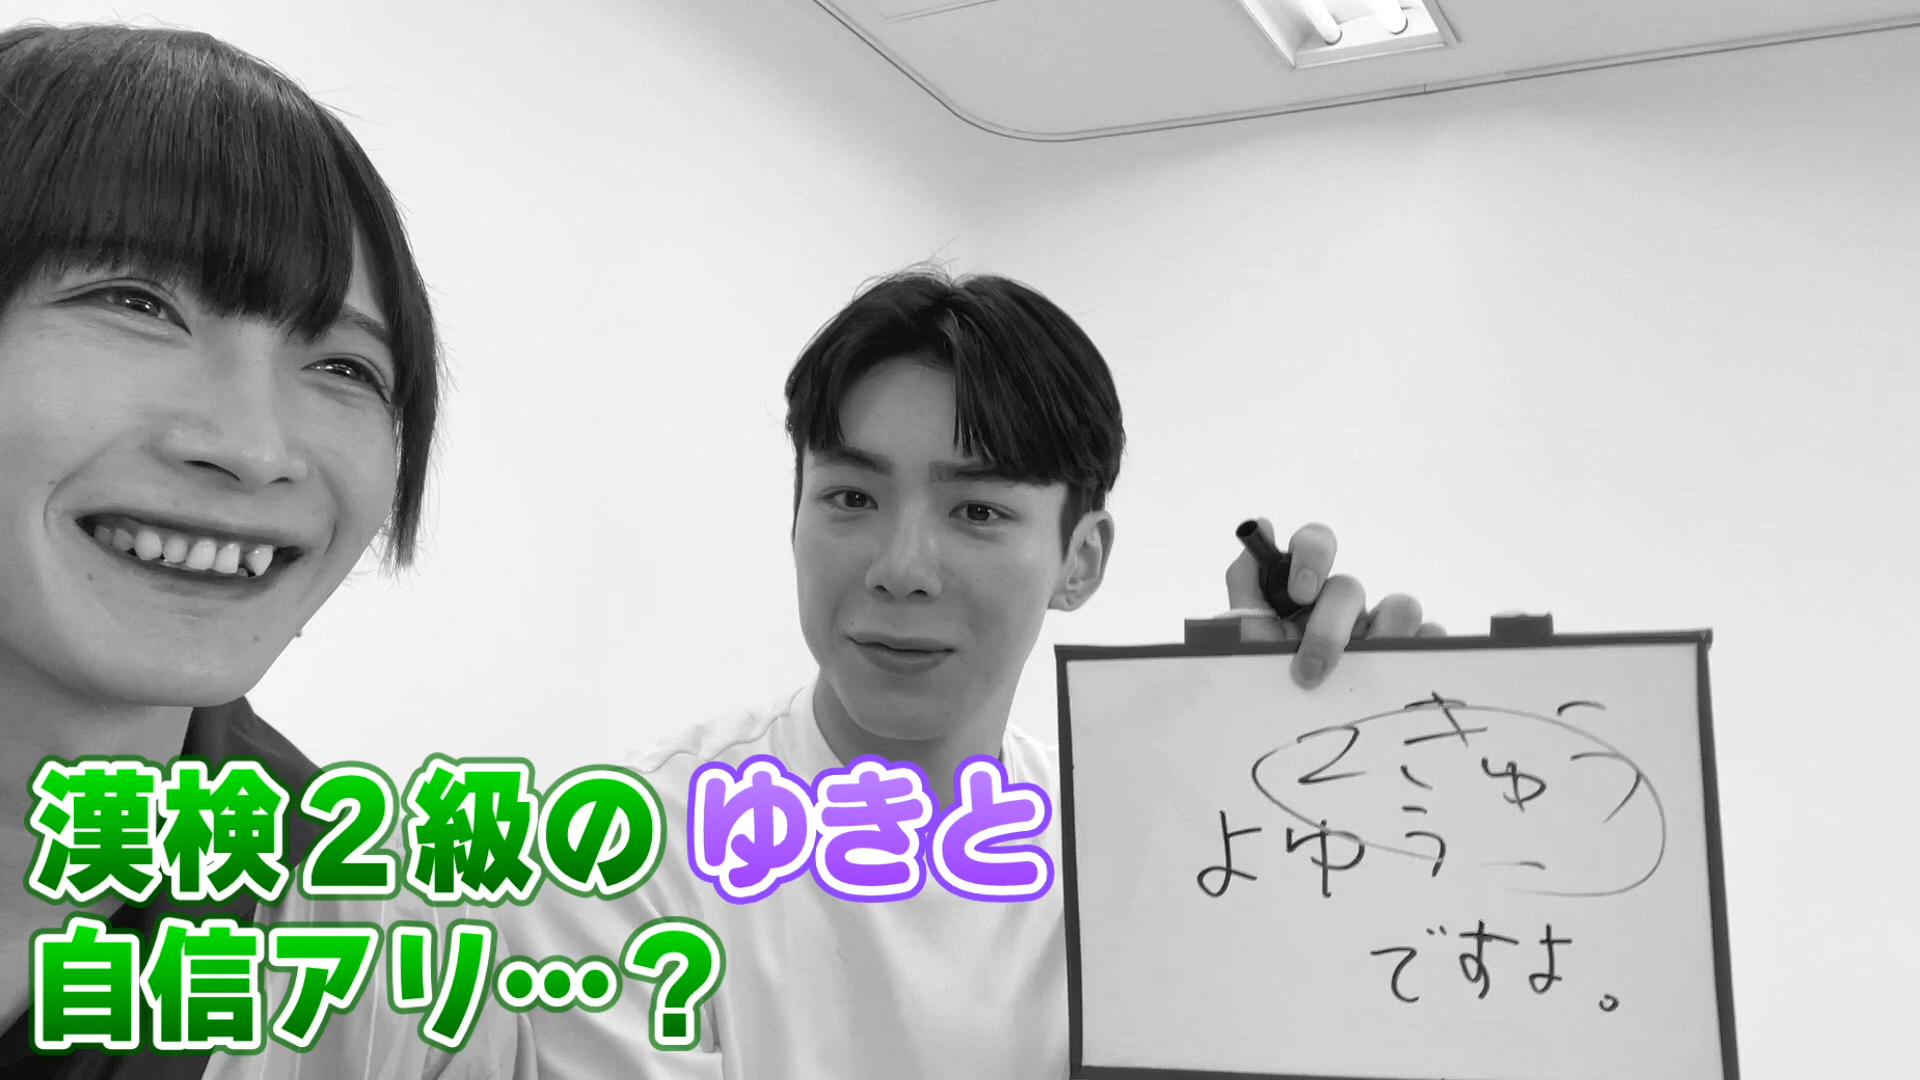 2きゅう
よゆうー
ですよ。
漢検2級のゆきと
自信アリ…?